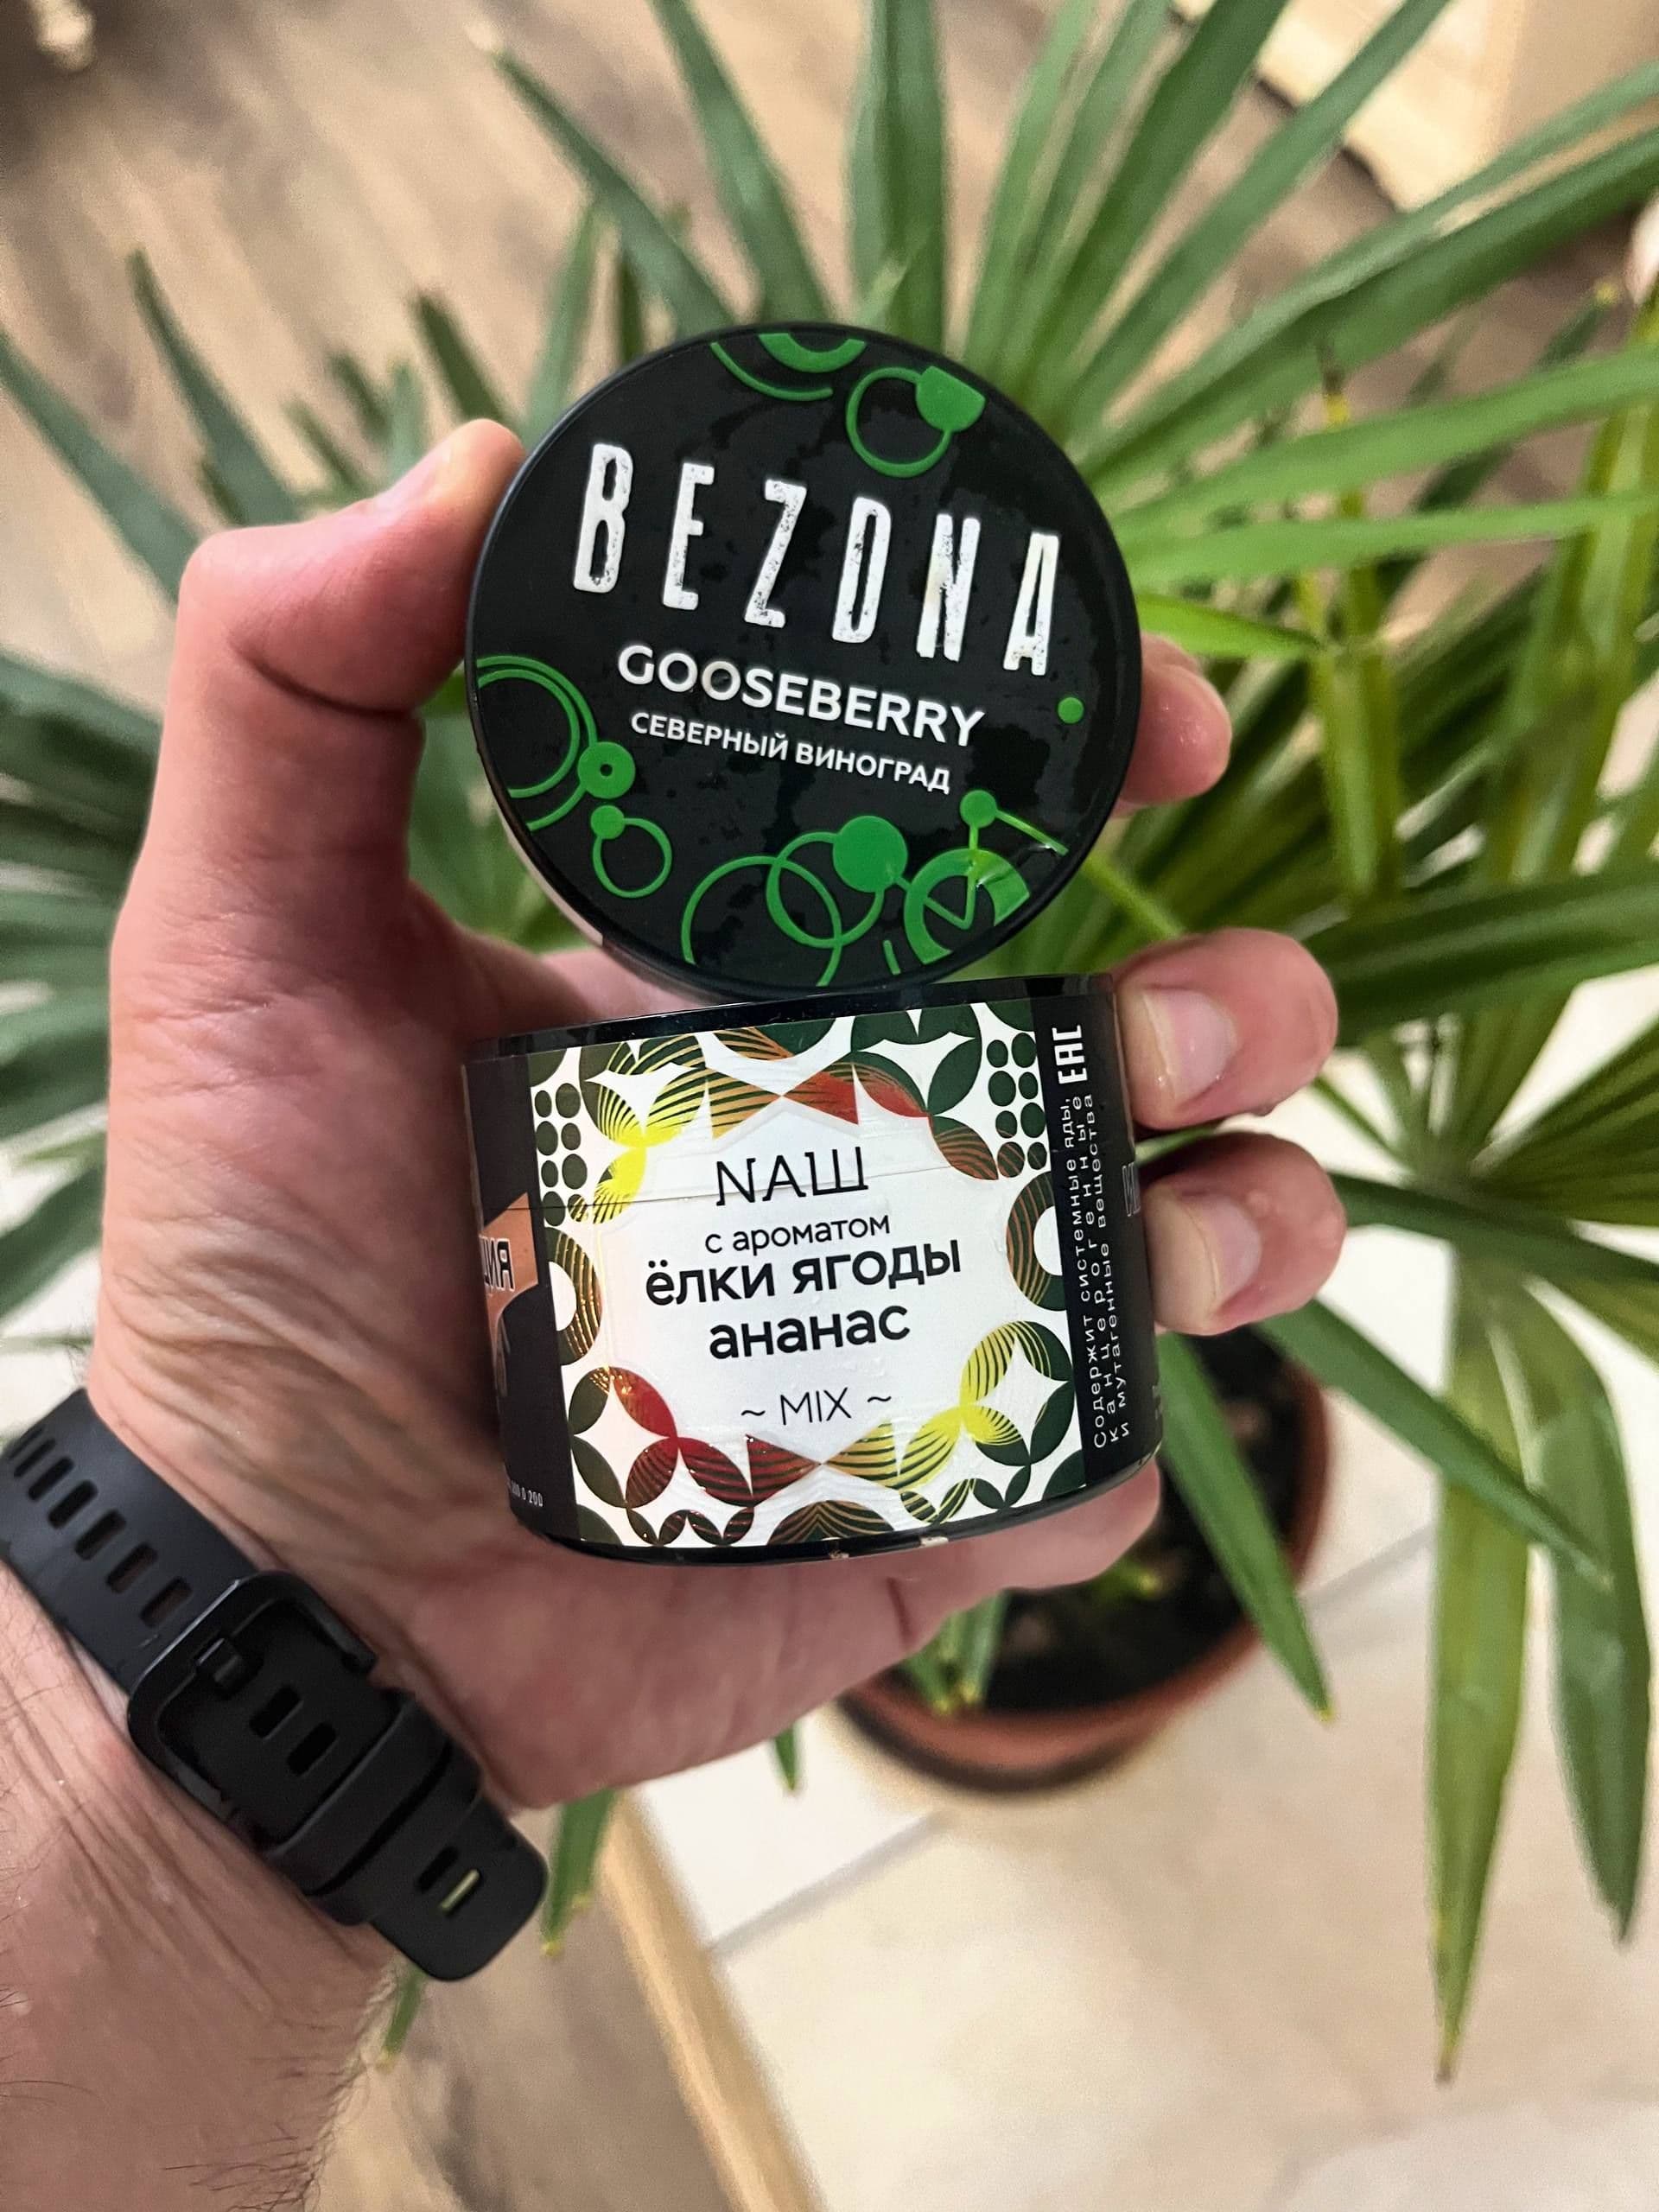 BEZONA
GOOSEBERRY
СЕВЕРНЫЙ ВИНОГРАД
NАШ
с ароматом
ёлки ягоды
ананас
~ MIX ~
Содержит системные яды,
канцерогенные
и мутагенные вещества
EAC